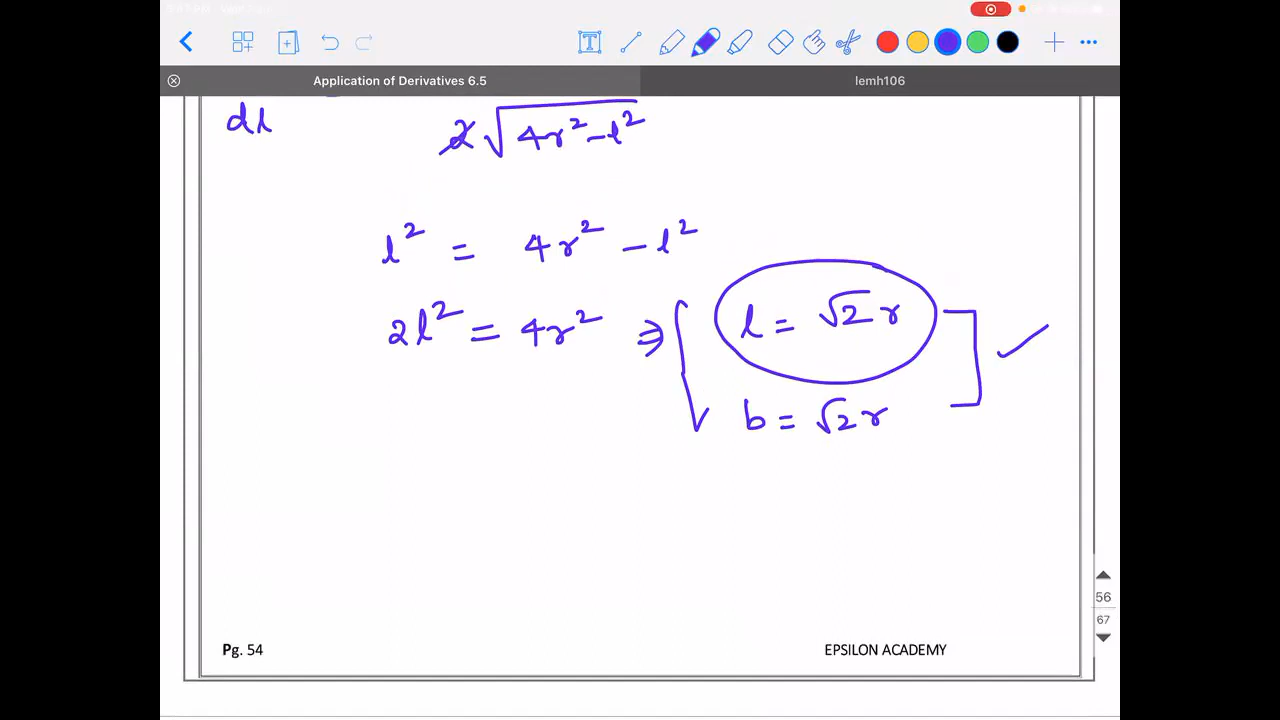 Application of Derivatives 6.5
lemh106
dl
2√(4r² - l²)
l² = 4r² - l²
2l² = 4r² ⇒ l = √2 r
b = √2 r
56
67
Pg. 54
EPSILON ACADEMY